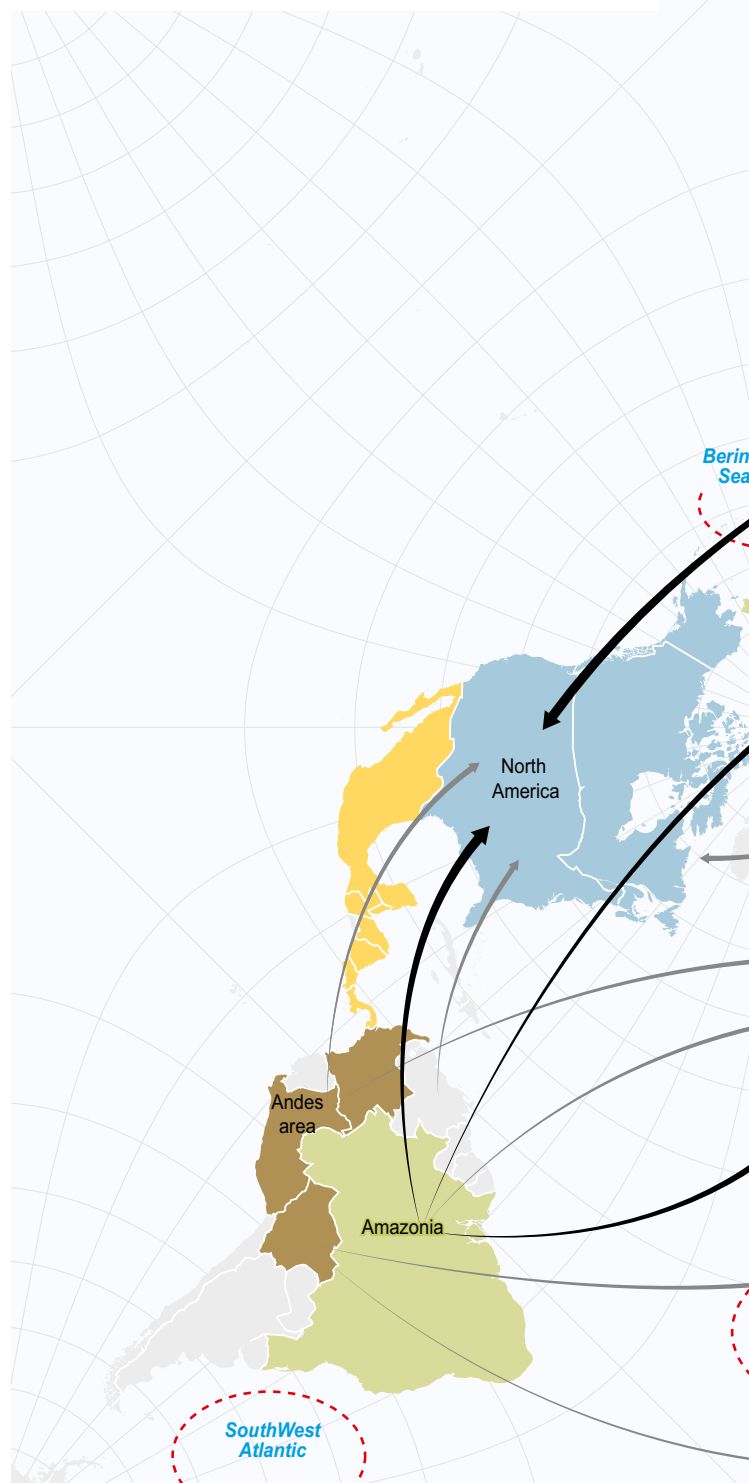 Berin
Sea
North
America
Andes
area
Amazonia
SouthWest
Atlantic